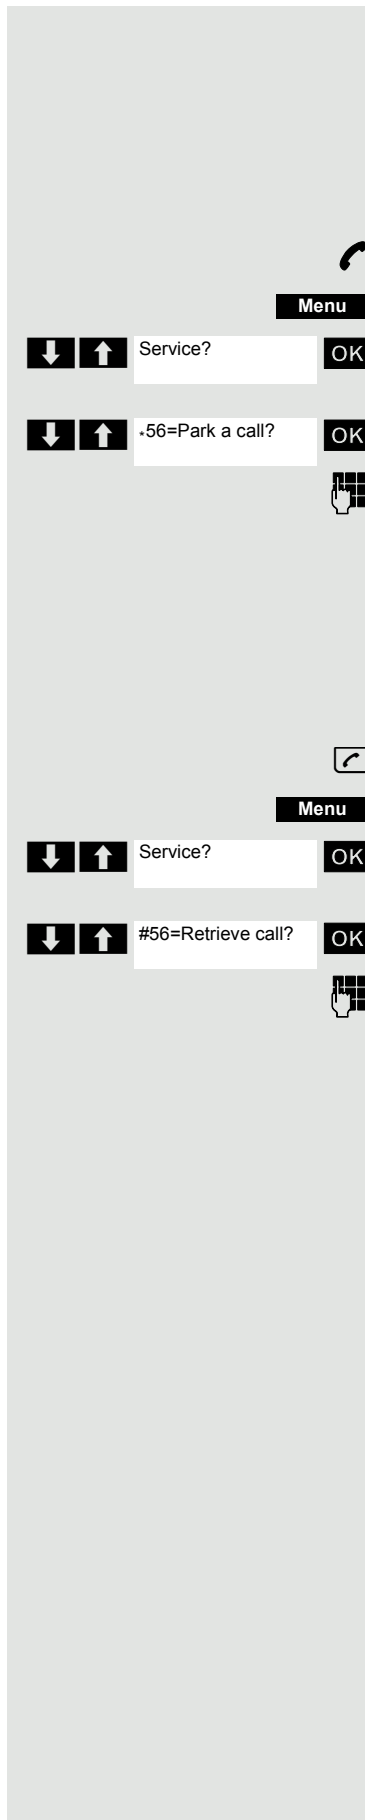 Menu
Service? OK
*56=Park a call? OK
Menu
Service? OK
#56=Retrieve call? OK